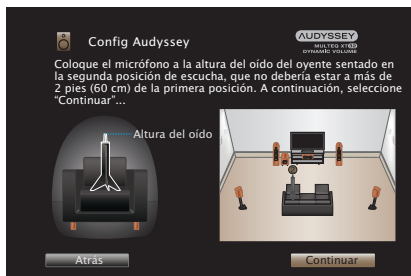 Config Audyssey
AUDYSSEY
MULTEQ XT32
DYNAMIC VOLUME
Coloque el micrófono a la altura del oído del oyente sentado en
la segunda posición de escucha, que no debería estar a más de
2 pies (60 cm) de la primera posición. A continuación, seleccione
“Continuar”...
Altura del oído
Atrás
Continuar